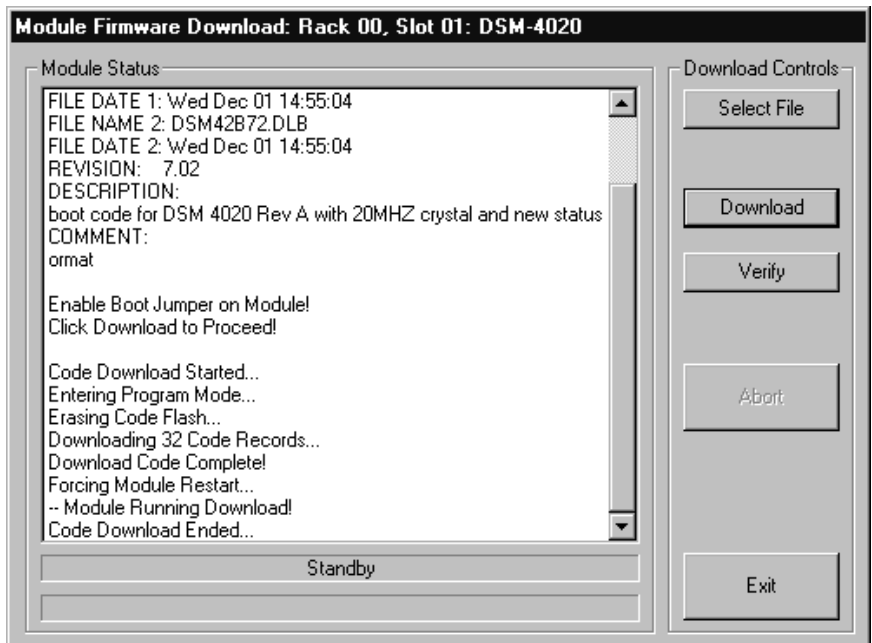 Module Firmware Download: Rack 00, Slot 01: DSM-4020
Module Status
FILE DATE 1: Wed Dec 01 14:55:04
FILE NAME 2: DSM42B72.DLB
FILE DATE 2: Wed Dec 01 14:55:04
REVISION: 7.02
DESCRIPTION:
boot code for DSM 4020 Rev A with 20MHZ crystal and new status
COMMENT:
ormat
Enable Boot Jumper on Module!
Click Download to Proceed!
Code Download Started...
Entering Program Mode...
Erasing Code Flash...
Downloading 32 Code Records...
Download Code Complete!
Forcing Module Restart...
-- Module Running Download!
Code Download Ended...
Standby
Download Controls
Select File
Download
Verify
Abort
Exit